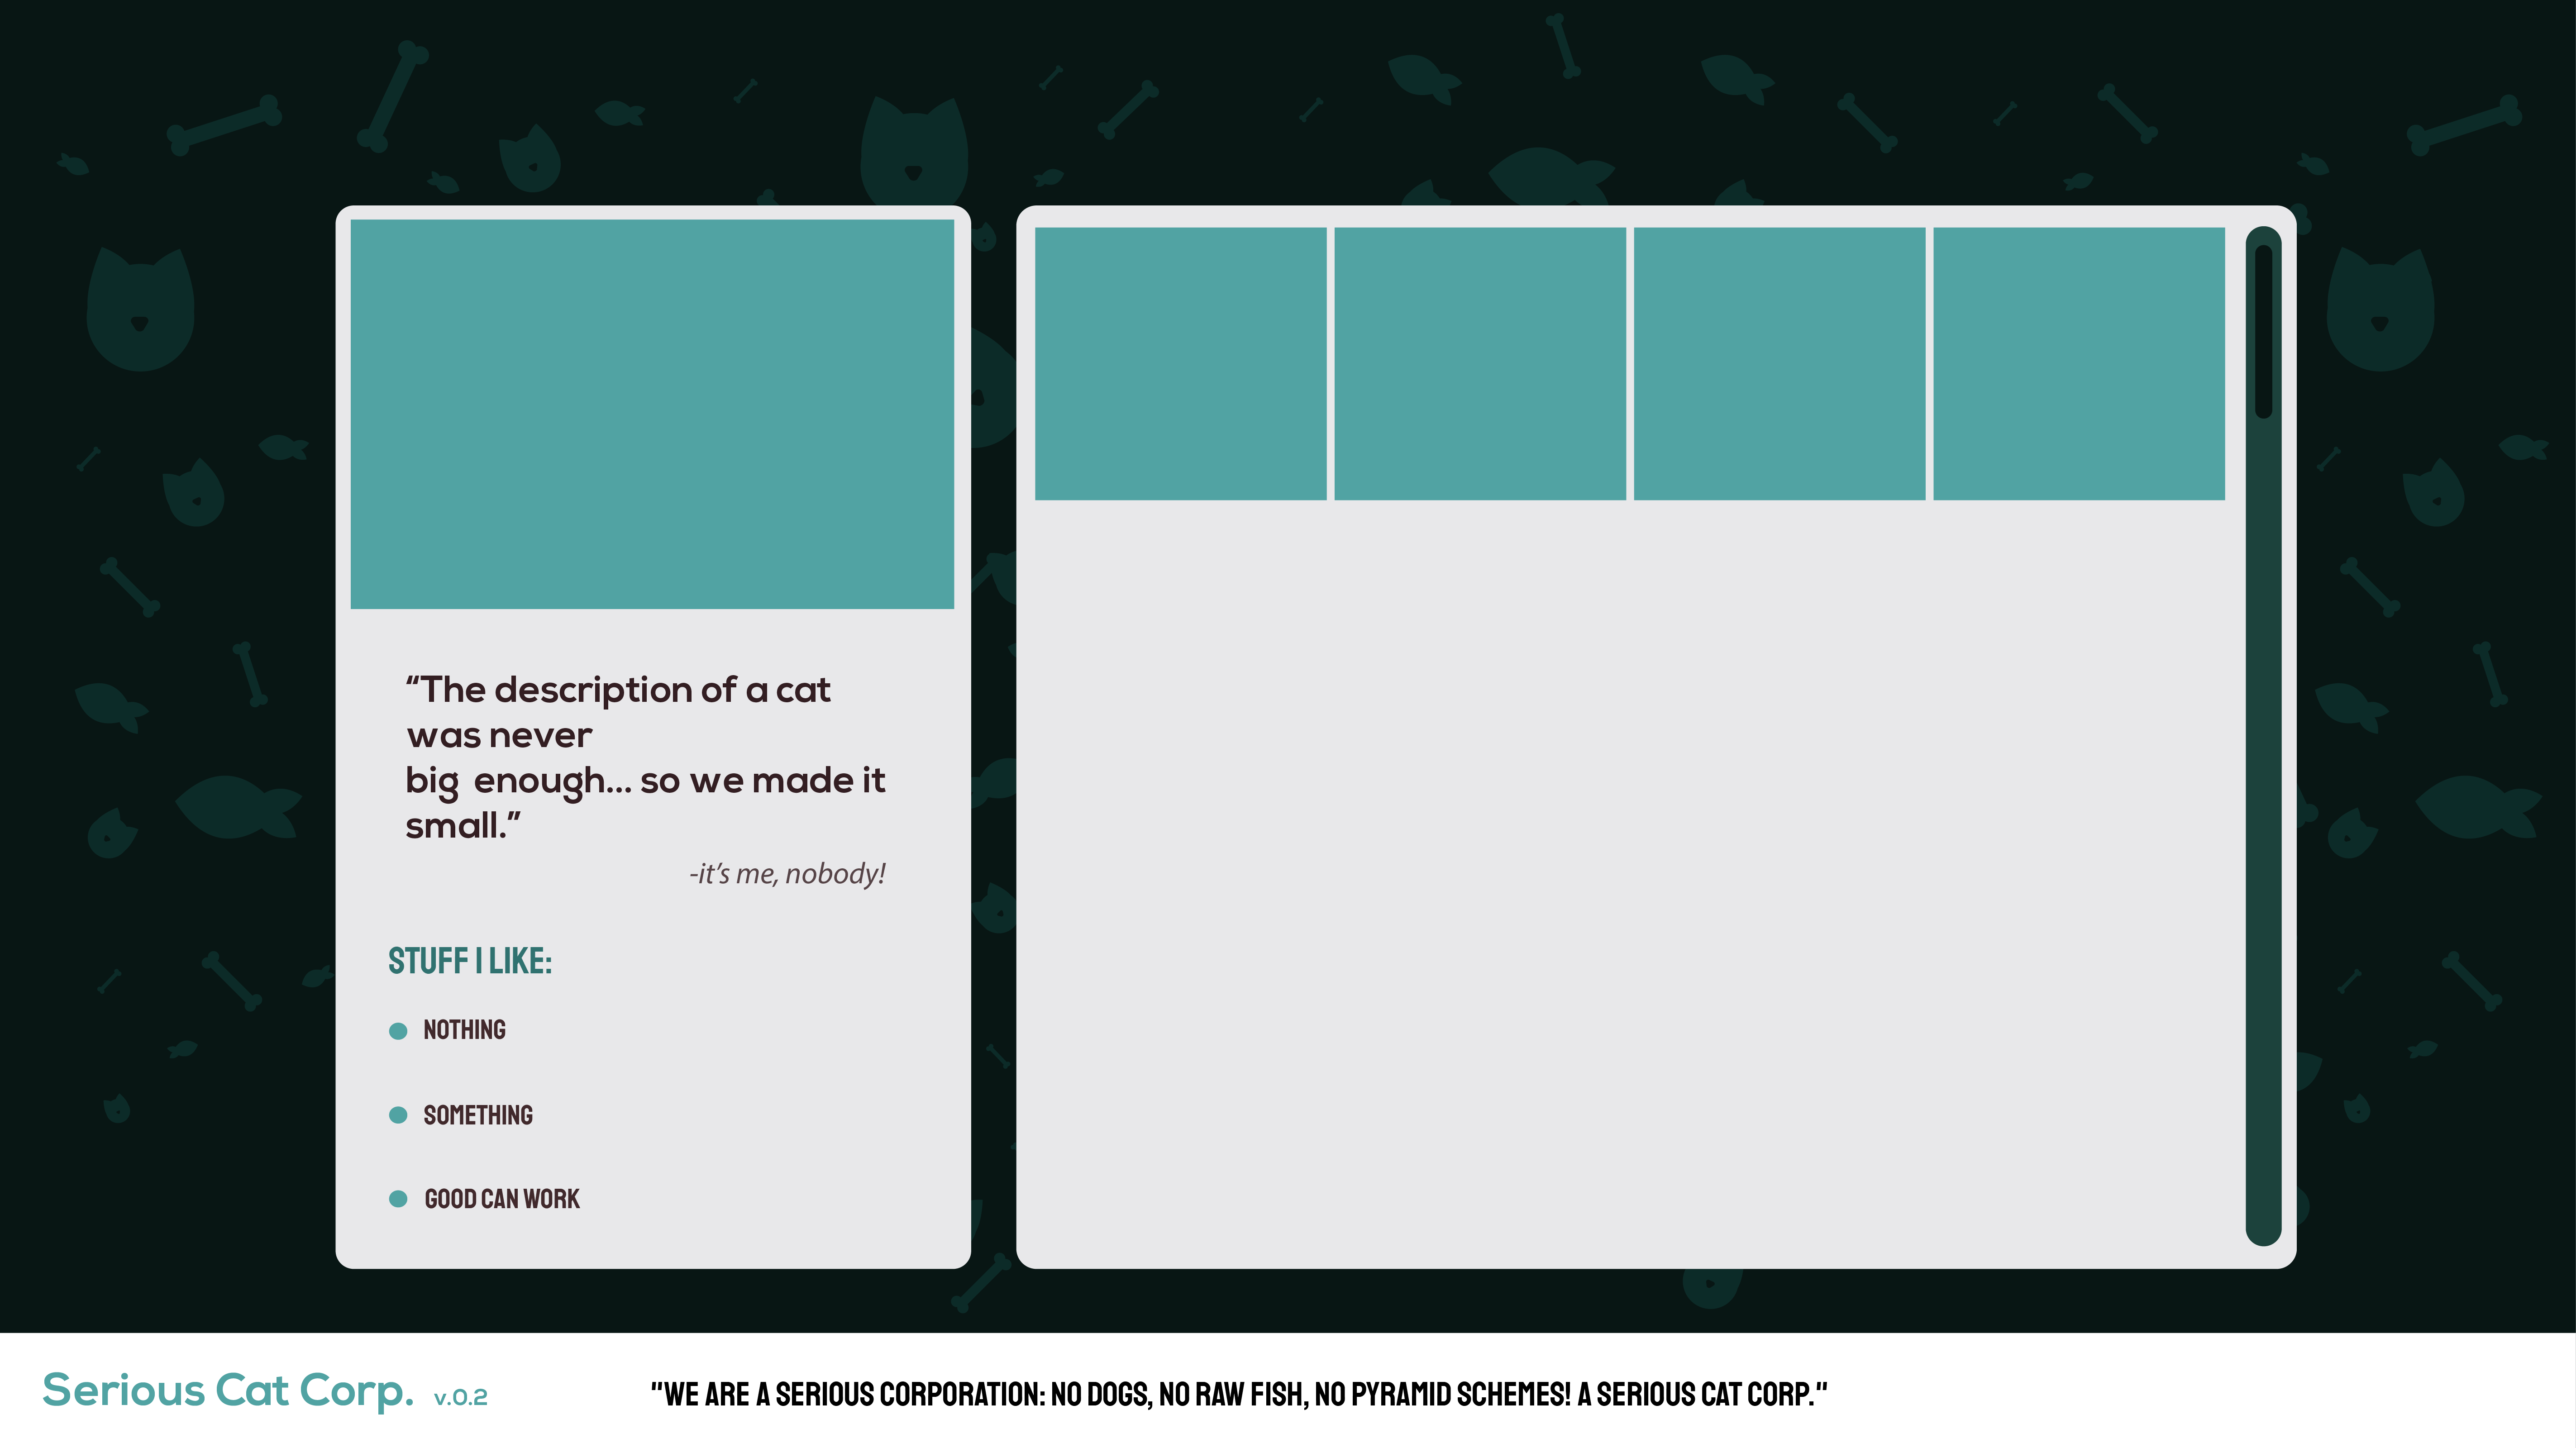 “The description of a cat
was never
big  enough... so we made it
small.”
-it’s me, nobody!
STUFF I LIKE:
NOTHING
SOMETHING
GOOD CAN WORK
Serious Cat Corp. v.0.2
"WE ARE A SERIOUS CORPORATION: NO DOGS, NO RAW FISH, NO PYRAMID SCHEMES! A SERIOUS CAT CORP."